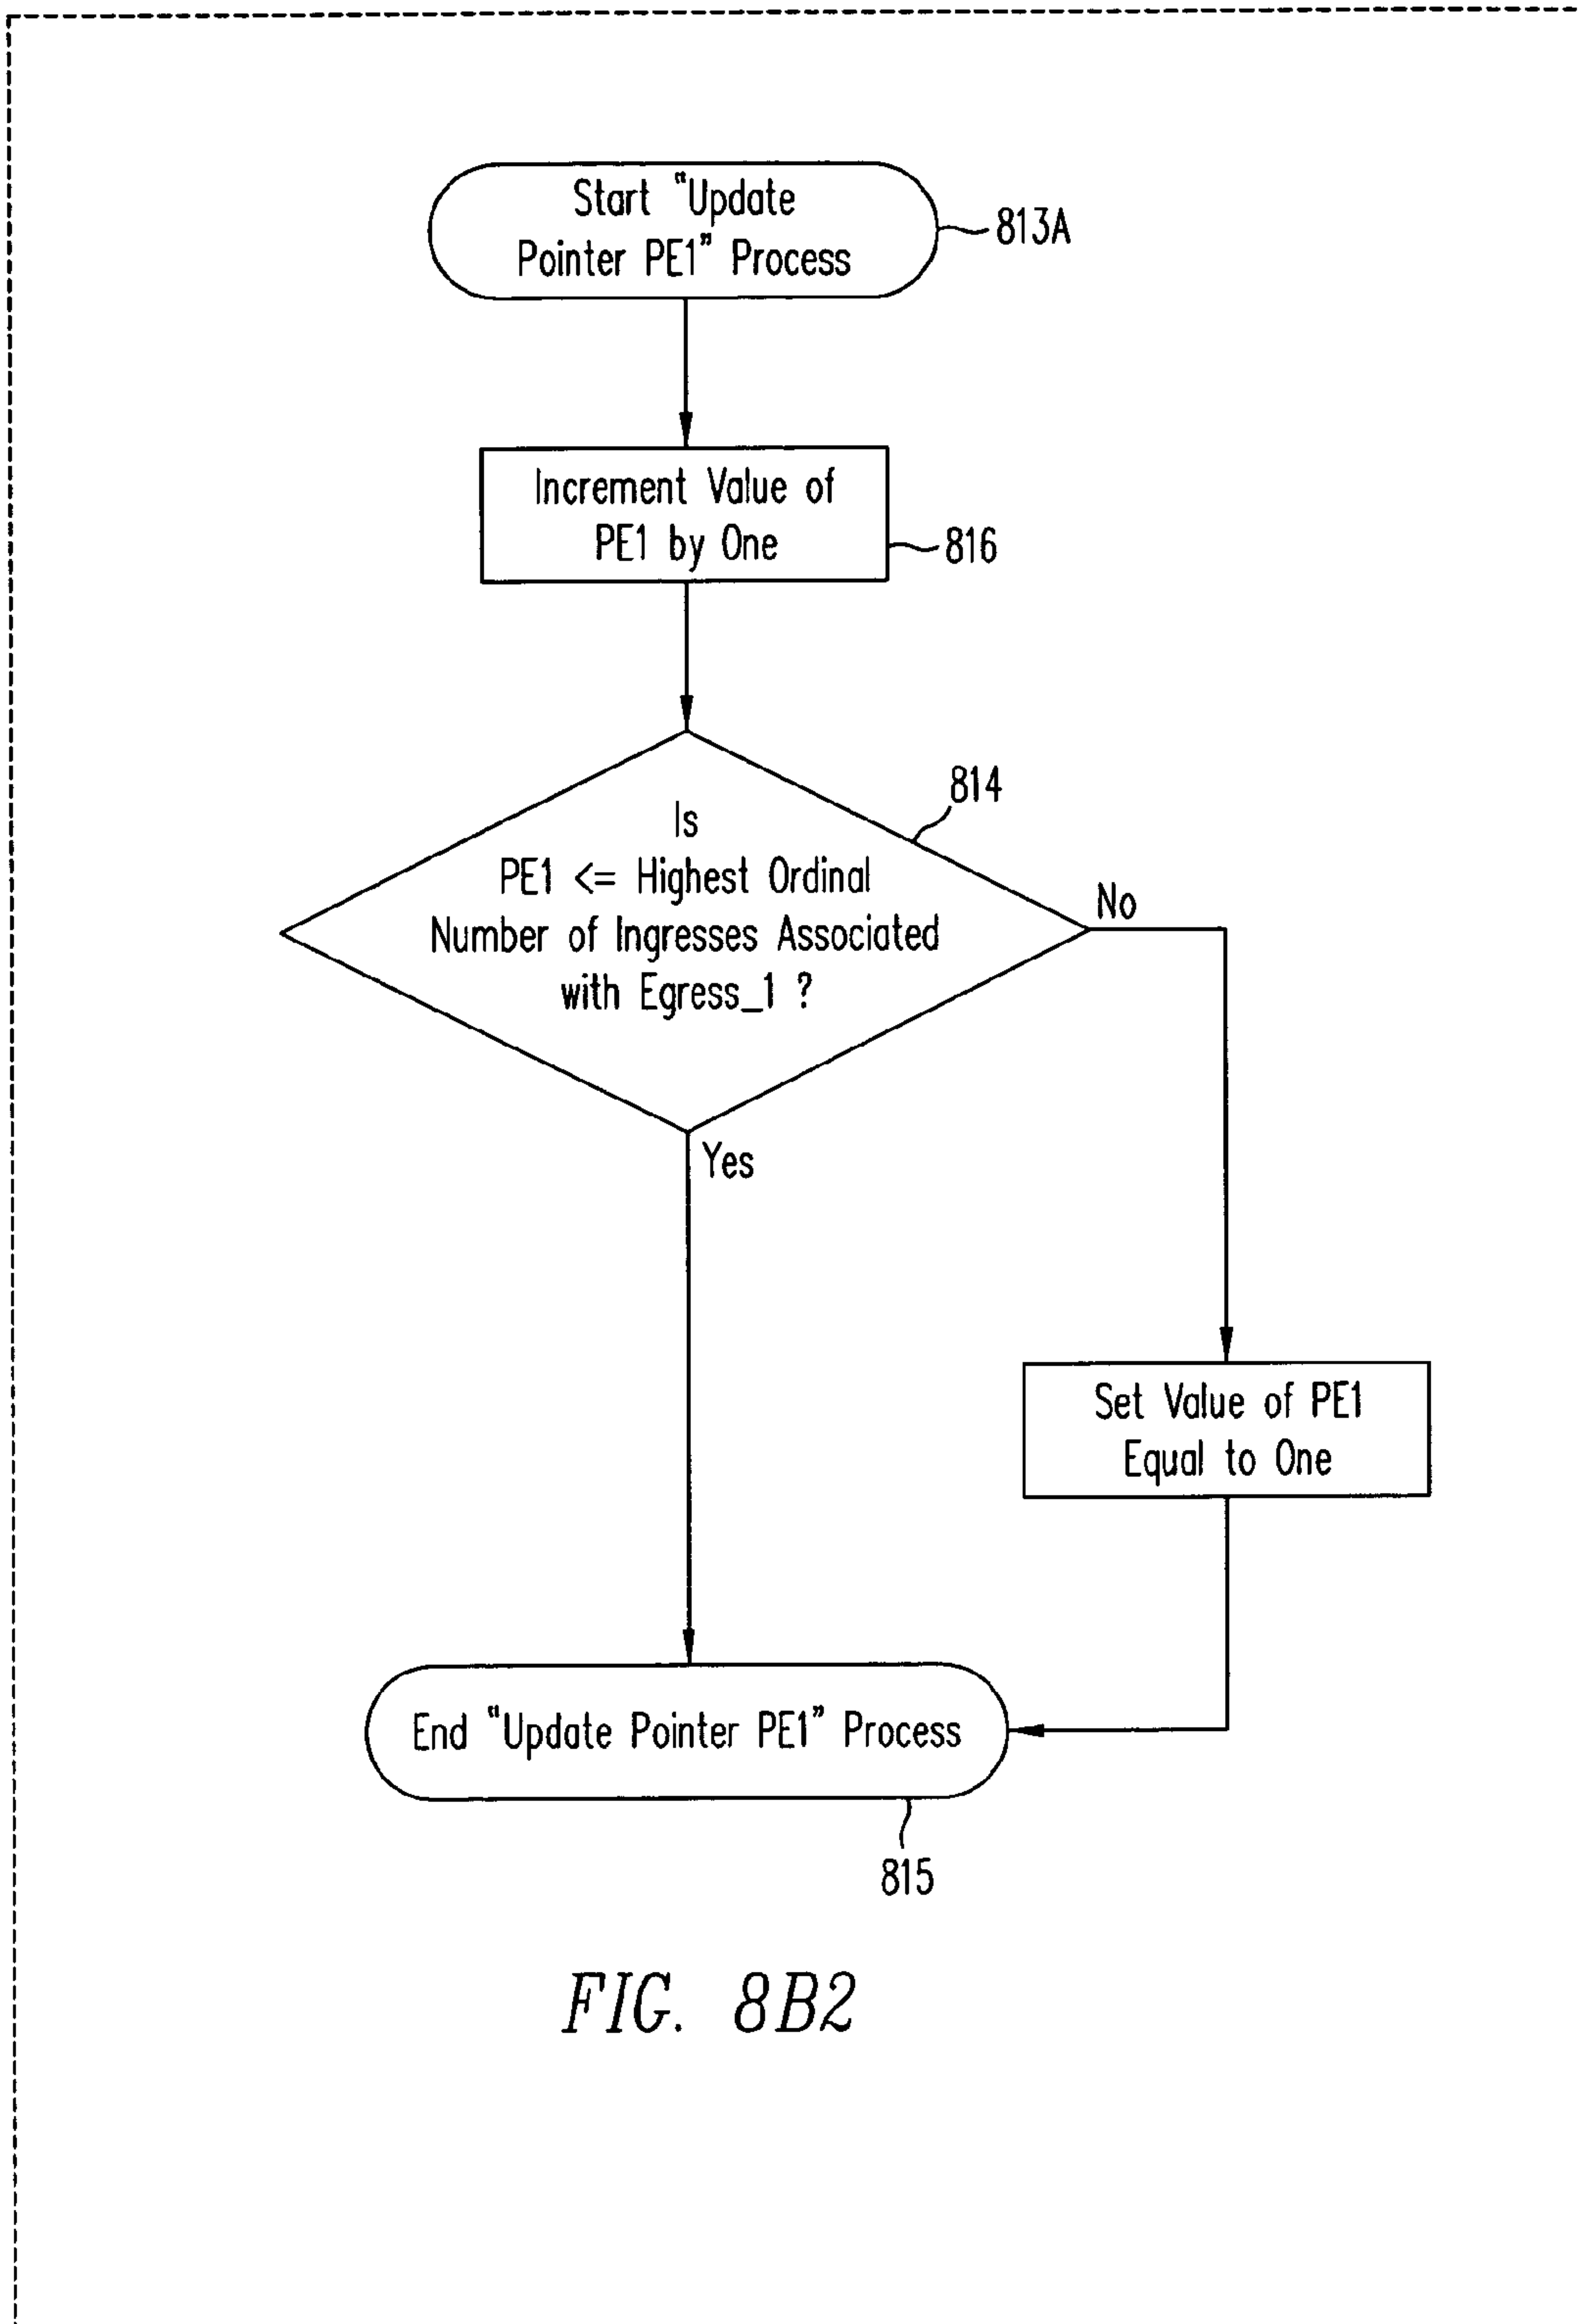 Start "Update
Pointer PE1" Process
813A
Increment Value of
PE1 by One
816
814
Is
PE1 <= Highest Ordinal
Number of Ingresses Associated
with Egress_1 ?
No
Yes
Set Value of PE1
Equal to One
End "Update Pointer PE1" Process
815
FIG. 8B2